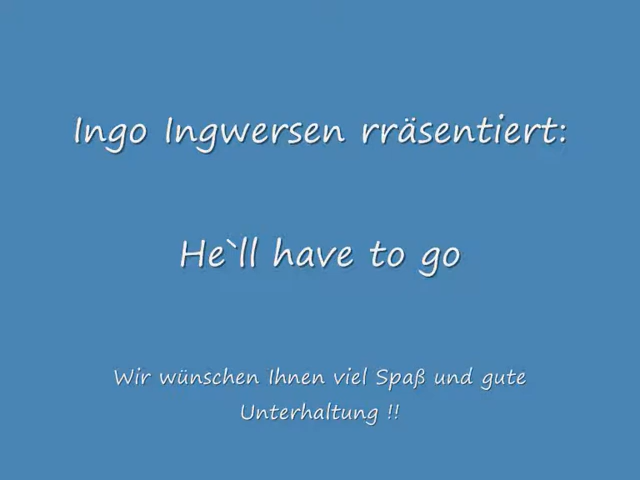 Ingo Ingwersen rräsentiert:
He`ll have to go
Wir wünschen Ihnen viel Spaß und gute
Unterhaltung !!